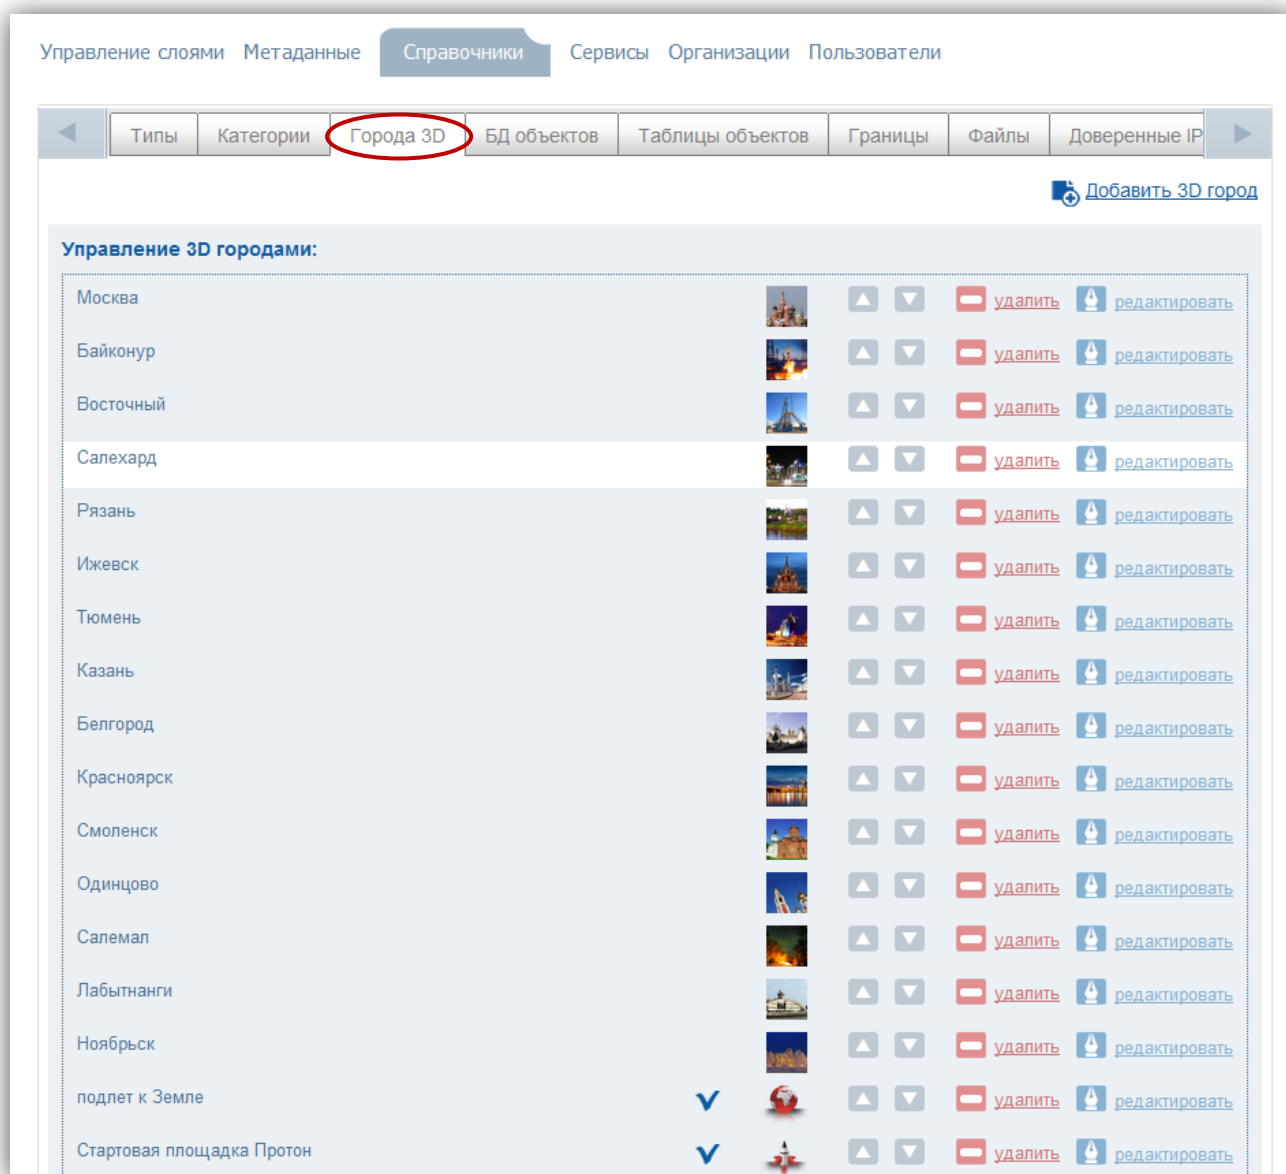 Управление слоями Метаданные Справочники Сервисы Организации Пользователи
Типы Категории Города 3D БД объектов Таблицы объектов Границы Файлы Доверенные IP
Добавить 3D город
Управление 3D городами:
Москва удалить редактировать
Байконур удалить редактировать
Восточный удалить редактировать
Салехард удалить редактировать
Рязань удалить редактировать
Ижевск удалить редактировать
Тюмень удалить редактировать
Казань удалить редактировать
Белгород удалить редактировать
Красноярск удалить редактировать
Смоленск удалить редактировать
Одинцово удалить редактировать
Салемал удалить редактировать
Лабытнанги удалить редактировать
Ноябрьск удалить редактировать
подлет к Земле удалить редактировать
Стартовая площадка Протон удалить редактировать